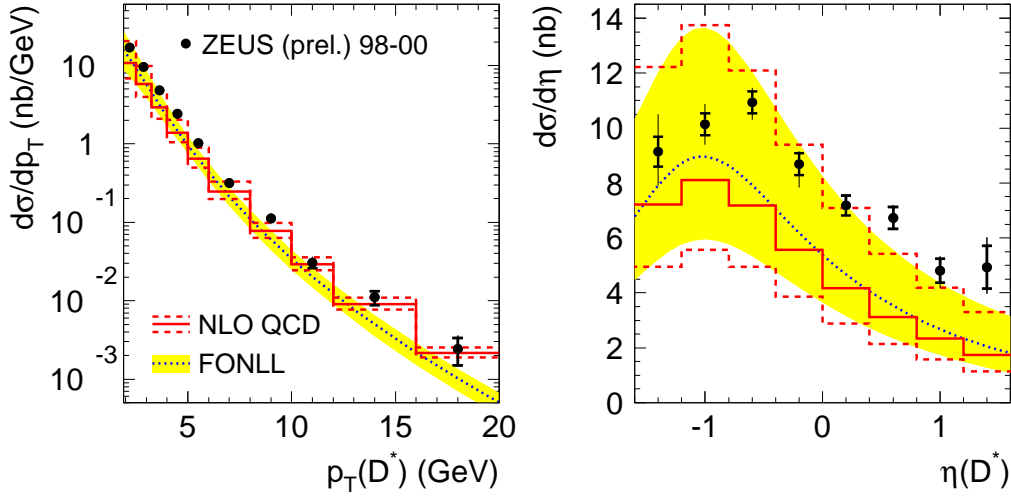 dσ/dp_T (nb/GeV)
10
1
10 -1
10 -2
10 -3
ZEUS (prel.) 98-00
NLO QCD
FONLL
5 10 15 20
p_T(D*) (GeV)
dσ/dη (nb)
14
12
10
8
6
4
2
0
-1 0 1
η(D*)